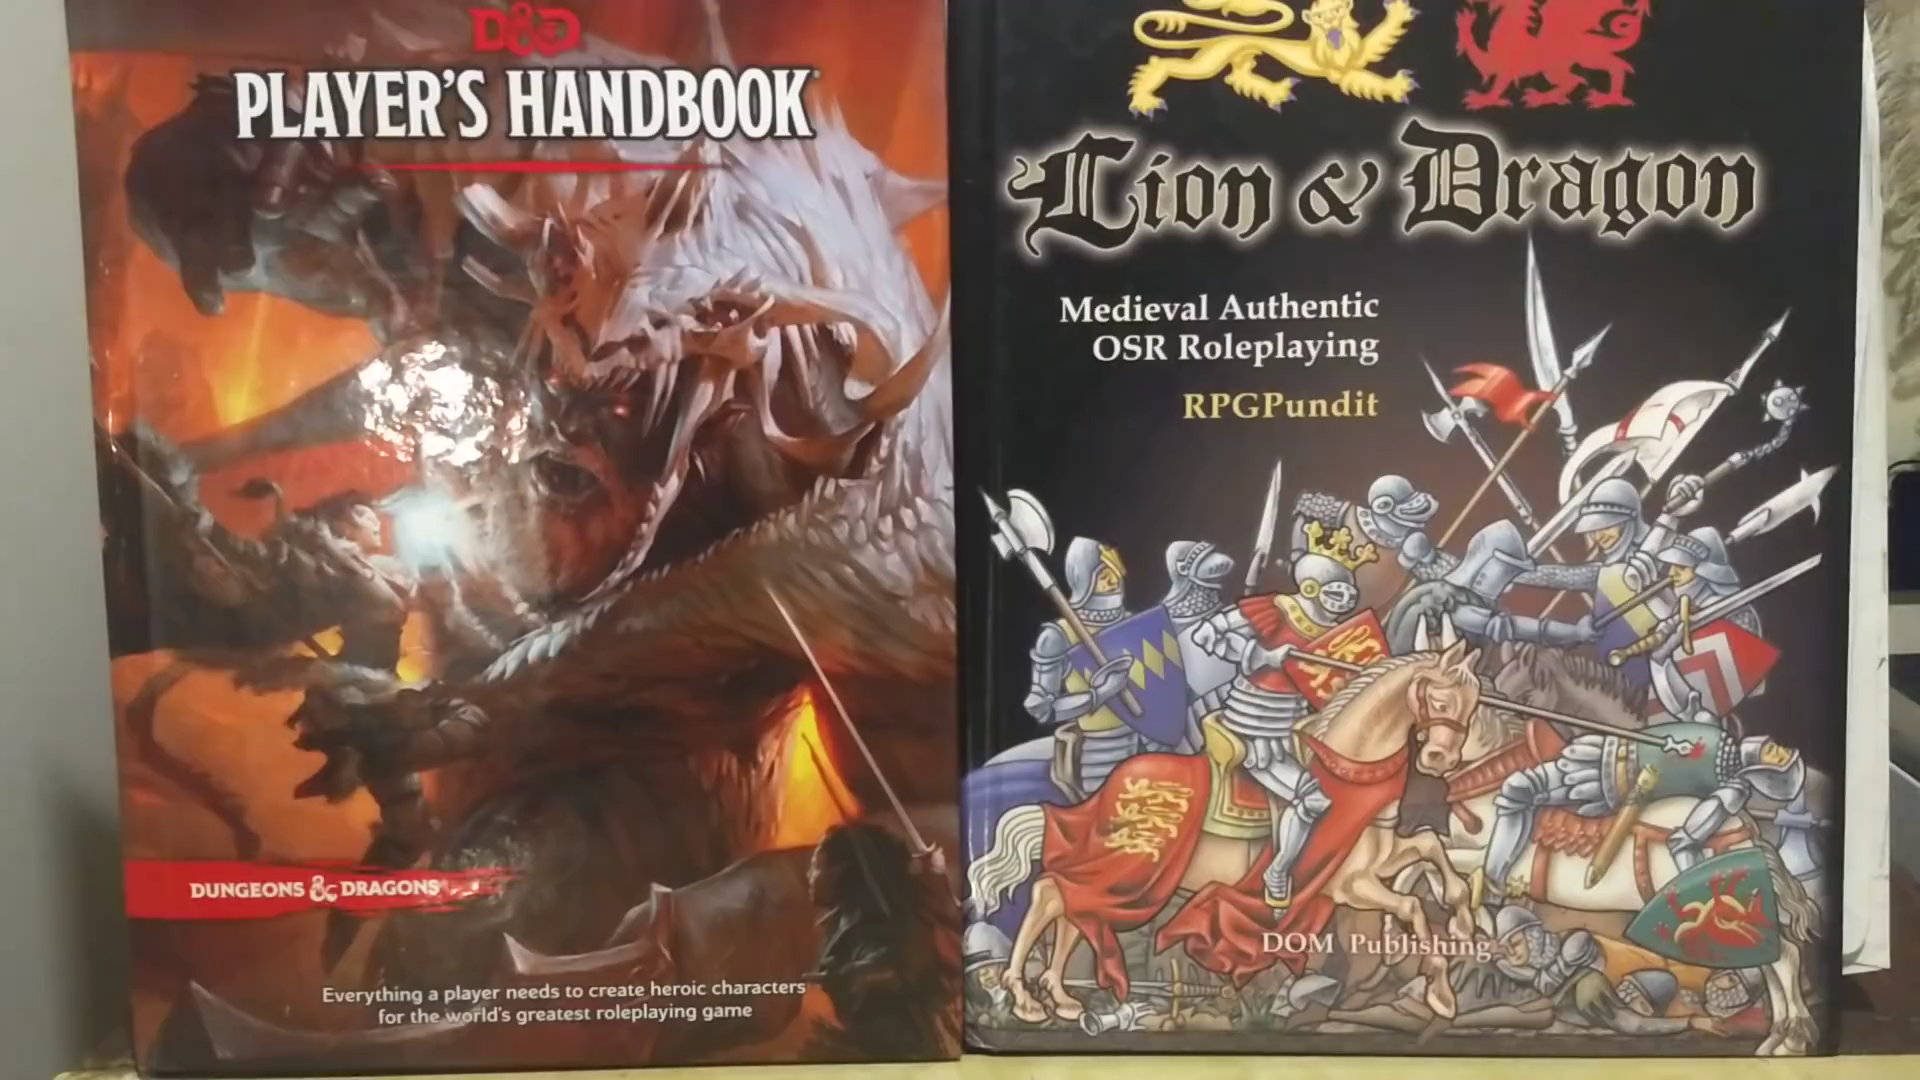 D&D
PLAYER'S HANDBOOK
DUNGEONS & DRAGONS
Everything a player needs to create heroic characters
for the world's greatest roleplaying game
Lion & Dragon
Medieval Authentic
OSR Roleplaying
RPGPundit
DOM Publishing